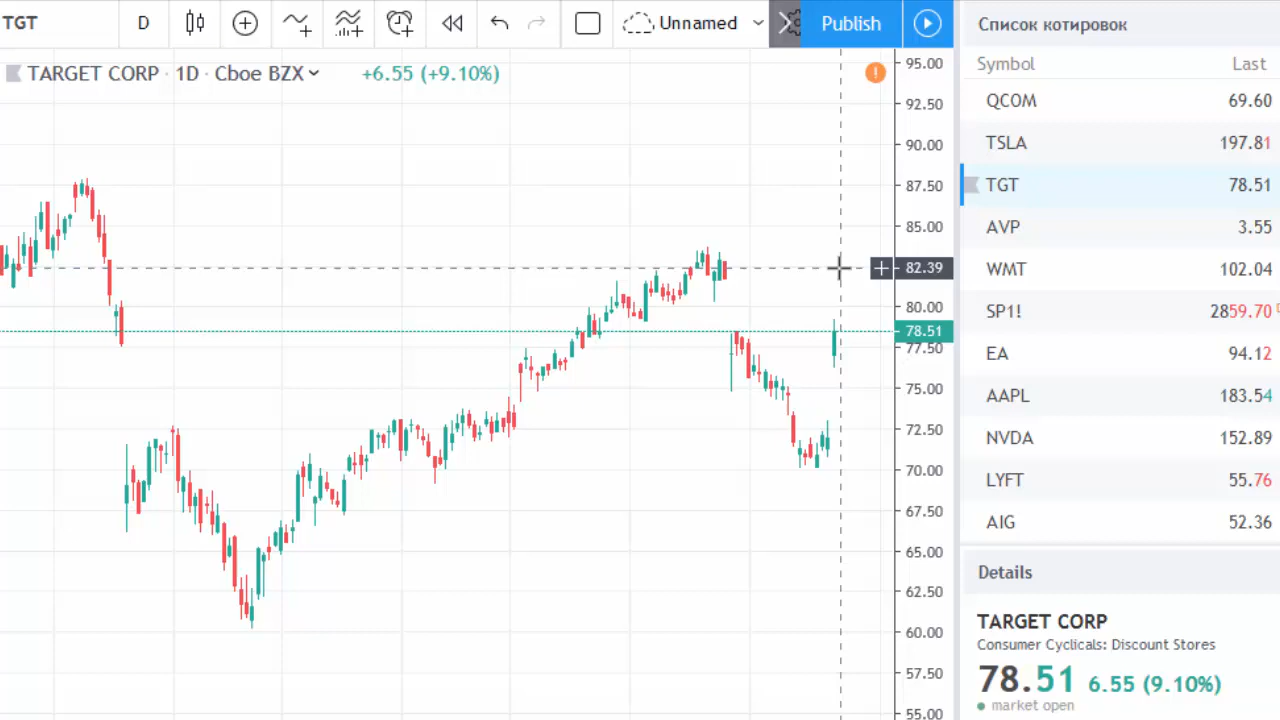 TGT D Unnamed Publish
TARGET CORP · 1D · Cboe BZX +6.55 (+9.10%)
95.00
92.50
90.00
87.50
85.00
82.39
80.00
78.51
77.50
75.00
72.50
70.00
67.50
65.00
62.50
60.00
57.50
55.00
Список котировок
Symbol Last
QCOM 69.60
TSLA 197.81
TGT 78.51
AVP 3.55
WMT 102.04
SP1! 2859.70
EA 94.12
AAPL 183.54
NVDA 152.89
LYFT 55.76
AIG 52.36
Details
TARGET CORP
Consumer Cyclicals: Discount Stores
78.51 6.55 (9.10%)
market open